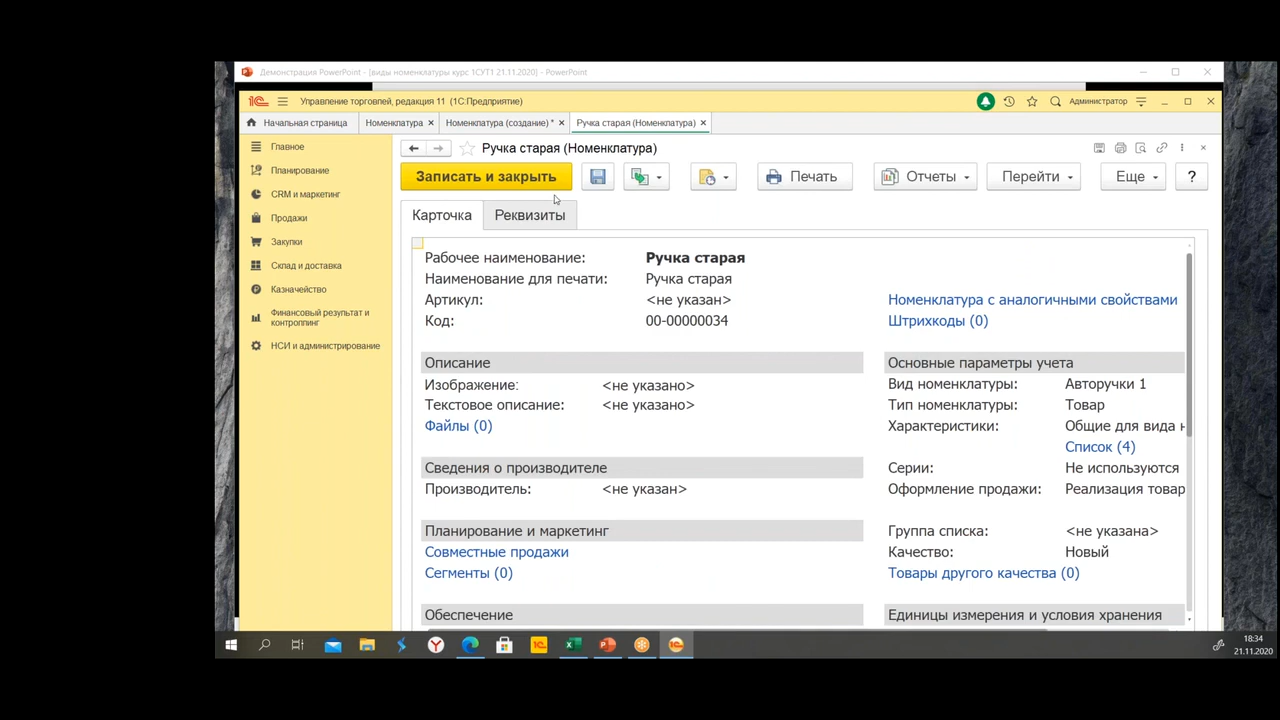 Демонстрация PowerPoint - [виды номенклатуры курс 1СУТ1 21.11.2020] - PowerPoint
Управление торговлей, редакция 11 (1С:Предприятие)
Администратор
Начальная страница
Номенклатура
Номенклатура (создание) *
Ручка старая (Номенклатура)
Главное
Планирование
CRM и маркетинг
Продажи
Закупки
Склад и доставка
Казначейство
Финансовый результат и
контроллинг
НСИ и администрирование
Ручка старая (Номенклатура)
Записать и закрыть
Печать
Отчеты
Перейти
Еще
?
Карточка
Реквизиты
Рабочее наименование: Ручка старая
Наименование для печати: Ручка старая
Артикул: <не указан> Номенклатура с аналогичными свойствами
Код: 00-00000034 Штрихкоды (0)
Описание
Изображение: <не указано>
Текстовое описание: <не указано>
Файлы (0)
Сведения о производителе
Производитель: <не указан>
Планирование и маркетинг
Совместные продажи
Сегменты (0)
Обеспечение
Основные параметры учета
Вид номенклатуры: Авторучки 1
Тип номенклатуры: Товар
Характеристики: Общие для вида н
Список (4)
Серии: Не используются
Оформление продажи: Реализация товар
Группа списка: <не указана>
Качество: Новый
Товары другого качества (0)
Единицы измерения и условия хранения
18:34
21.11.2020